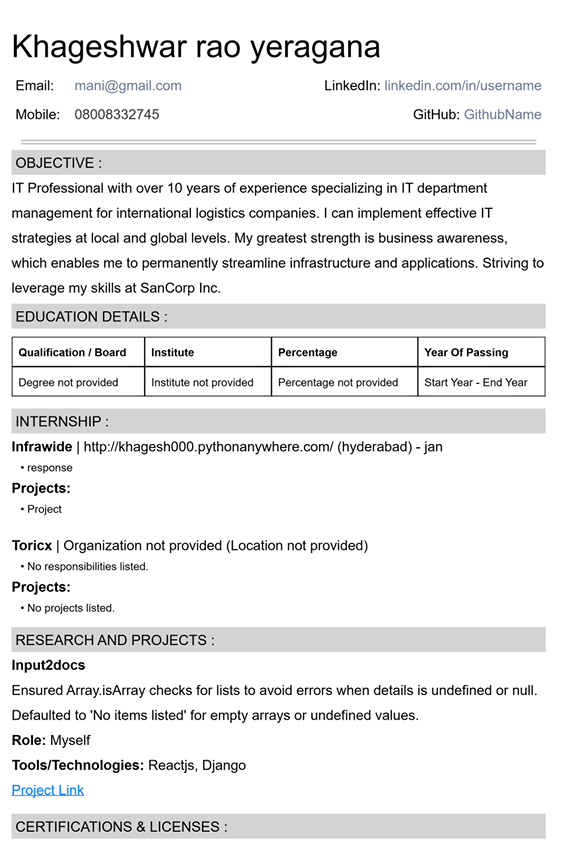 Khageshwar rao yeragana
Email: mani@gmail.com LinkedIn: linkedin.com/in/username
Mobile: 08008332745 GitHub: GithubName
OBJECTIVE :
IT Professional with over 10 years of experience specializing in IT department
management for international logistics companies. I can implement effective IT
strategies at local and global levels. My greatest strength is business awareness,
which enables me to permanently streamline infrastructure and applications. Striving to
leverage my skills at SanCorp Inc.
EDUCATION DETAILS :
Qualification / Board Institute Percentage Year Of Passing
Degree not provided Institute not provided Percentage not provided Start Year - End Year
INTERNSHIP :
Infrawide | http://khagesh000.pythonanywhere.com/ (hyderabad) - jan
• response
Projects:
• Project
Toricx | Organization not provided (Location not provided)
• No responsibilities listed.
Projects:
• No projects listed.
RESEARCH AND PROJECTS :
Input2docs
Ensured Array.isArray checks for lists to avoid errors when details is undefined or null.
Defaulted to 'No items listed' for empty arrays or undefined values.
Role: Myself
Tools/Technologies: Reactjs, Django
Project Link
CERTIFICATIONS & LICENSES :